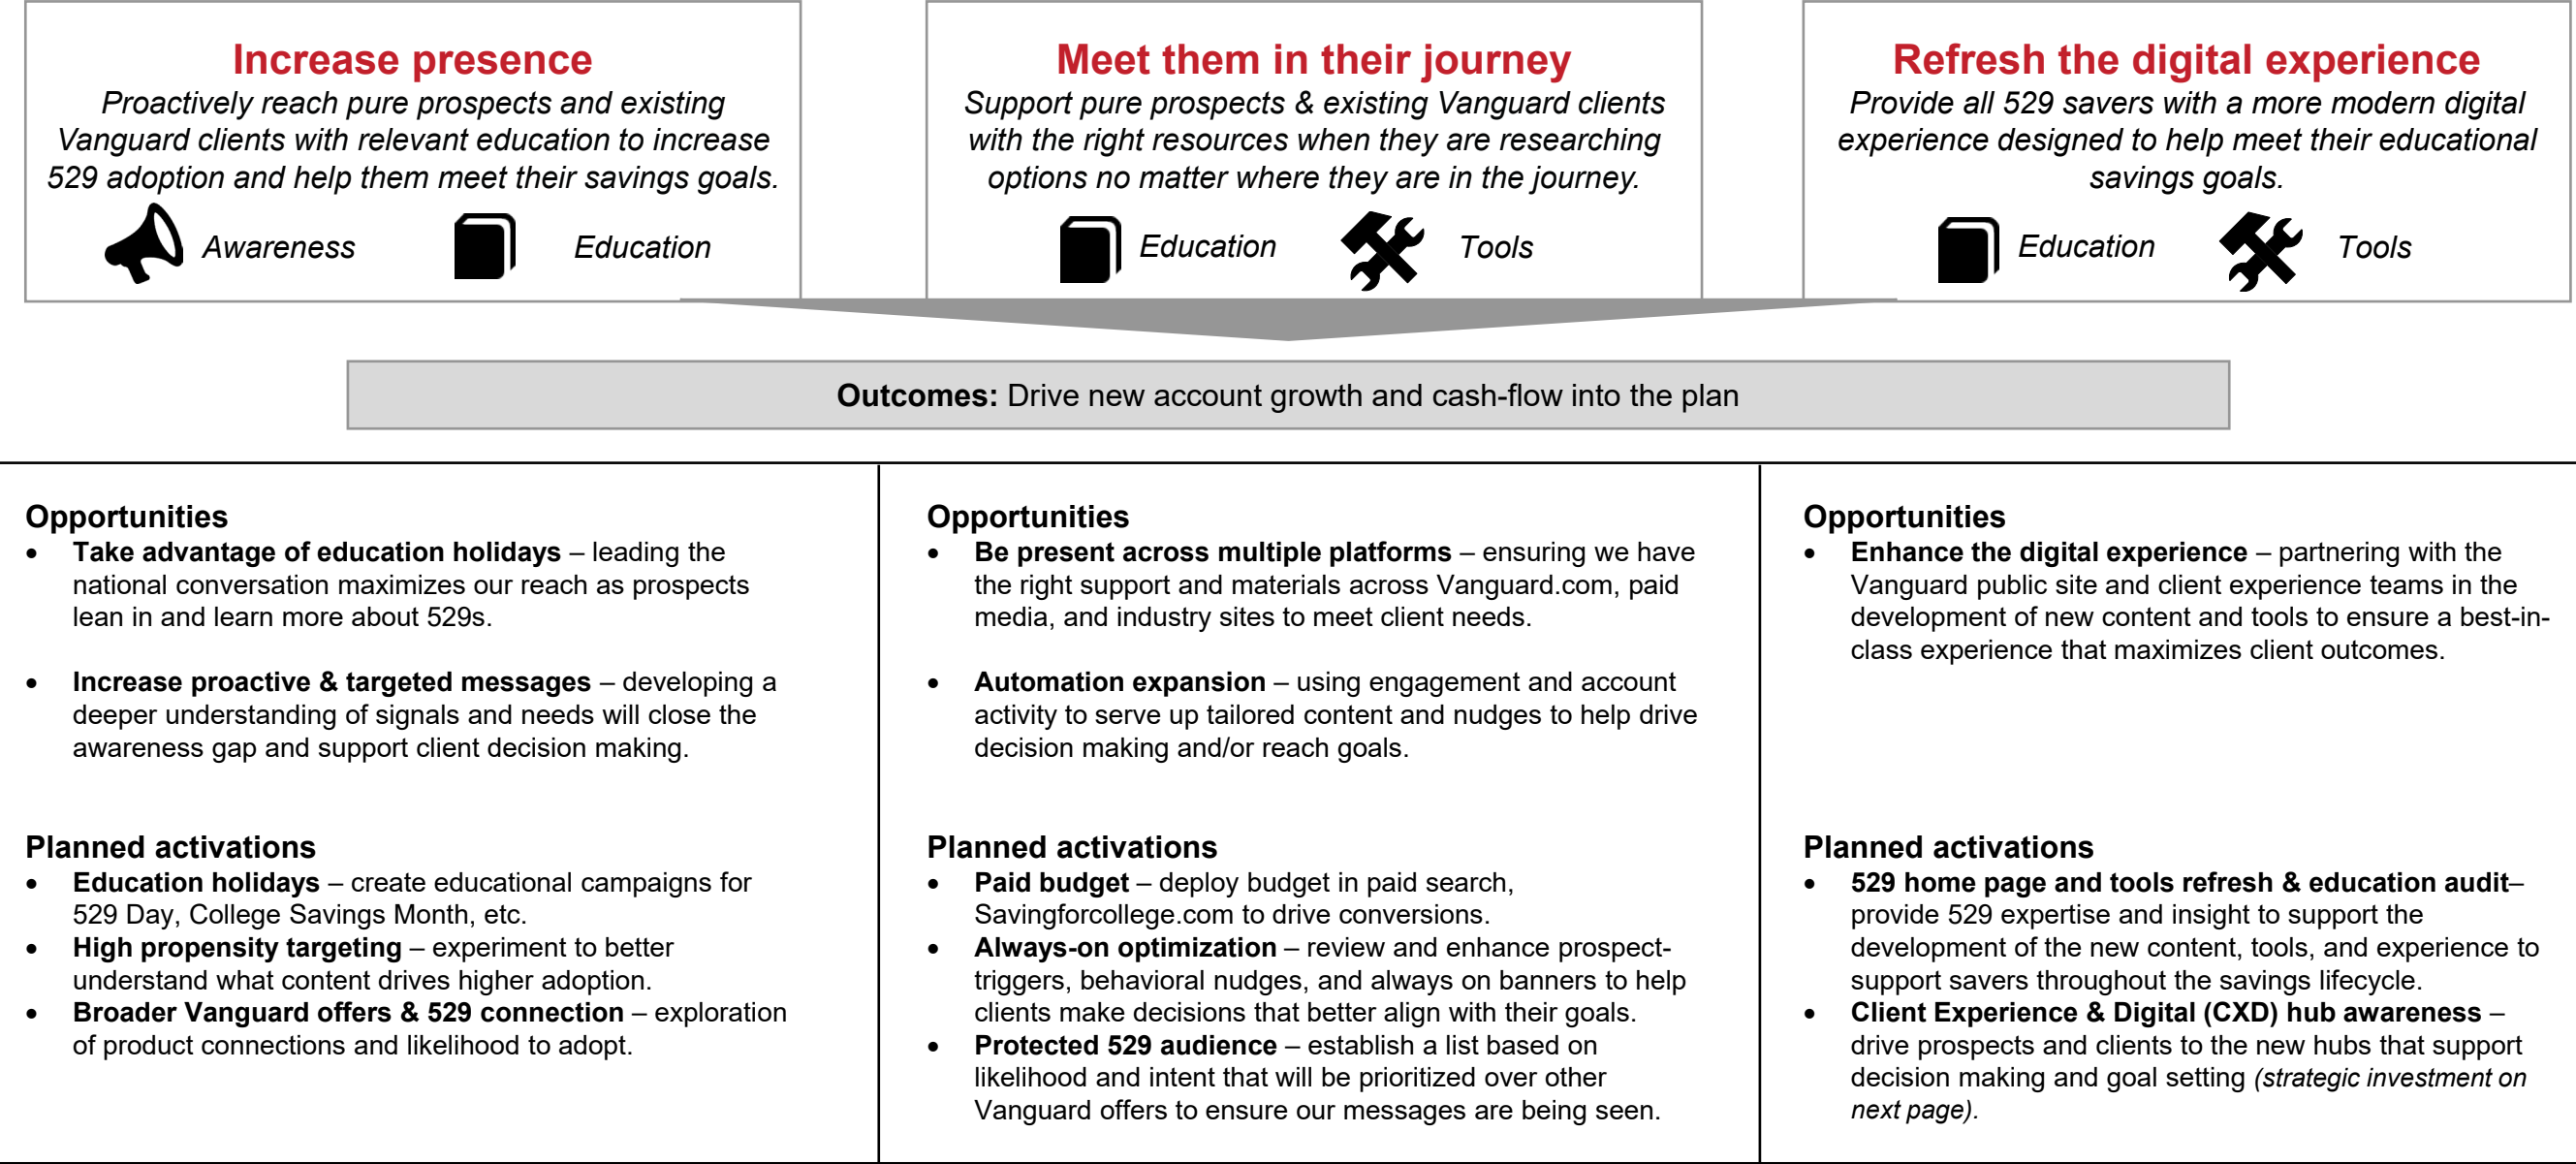 Increase presence
Proactively reach pure prospects and existing
Vanguard clients with relevant education to increase
529 adoption and help them meet their savings goals.
Awareness
Education
Meet them in their journey
Support pure prospects & existing Vanguard clients
with the right resources when they are researching
options no matter where they are in the journey.
Education
Tools
Refresh the digital experience
Provide all 529 savers with a more modern digital
experience designed to help meet their educational
savings goals.
Education
Tools
Outcomes: Drive new account growth and cash-flow into the plan
Opportunities
• Take advantage of education holidays – leading the
national conversation maximizes our reach as prospects
lean in and learn more about 529s.
• Increase proactive & targeted messages – developing a
deeper understanding of signals and needs will close the
awareness gap and support client decision making.
Planned activations
• Education holidays – create educational campaigns for
529 Day, College Savings Month, etc.
• High propensity targeting – experiment to better
understand what content drives higher adoption.
• Broader Vanguard offers & 529 connection – exploration
of product connections and likelihood to adopt.
Opportunities
• Be present across multiple platforms – ensuring we have
the right support and materials across Vanguard.com, paid
media, and industry sites to meet client needs.
• Automation expansion – using engagement and account
activity to serve up tailored content and nudges to help drive
decision making and/or reach goals.
Planned activations
• Paid budget – deploy budget in paid search,
Savingforcollege.com to drive conversions.
• Always-on optimization – review and enhance prospect-
triggers, behavioral nudges, and always on banners to help
clients make decisions that better align with their goals.
• Protected 529 audience – establish a list based on
likelihood and intent that will be prioritized over other
Vanguard offers to ensure our messages are being seen.
Opportunities
• Enhance the digital experience – partnering with the
Vanguard public site and client experience teams in the
development of new content and tools to ensure a best-in-
class experience that maximizes client outcomes.
Planned activations
• 529 home page and tools refresh & education audit–
provide 529 expertise and insight to support the
development of the new content, tools, and experience to
support savers throughout the savings lifecycle.
• Client Experience & Digital (CXD) hub awareness –
drive prospects and clients to the new hubs that support
decision making and goal setting (strategic investment on
next page).